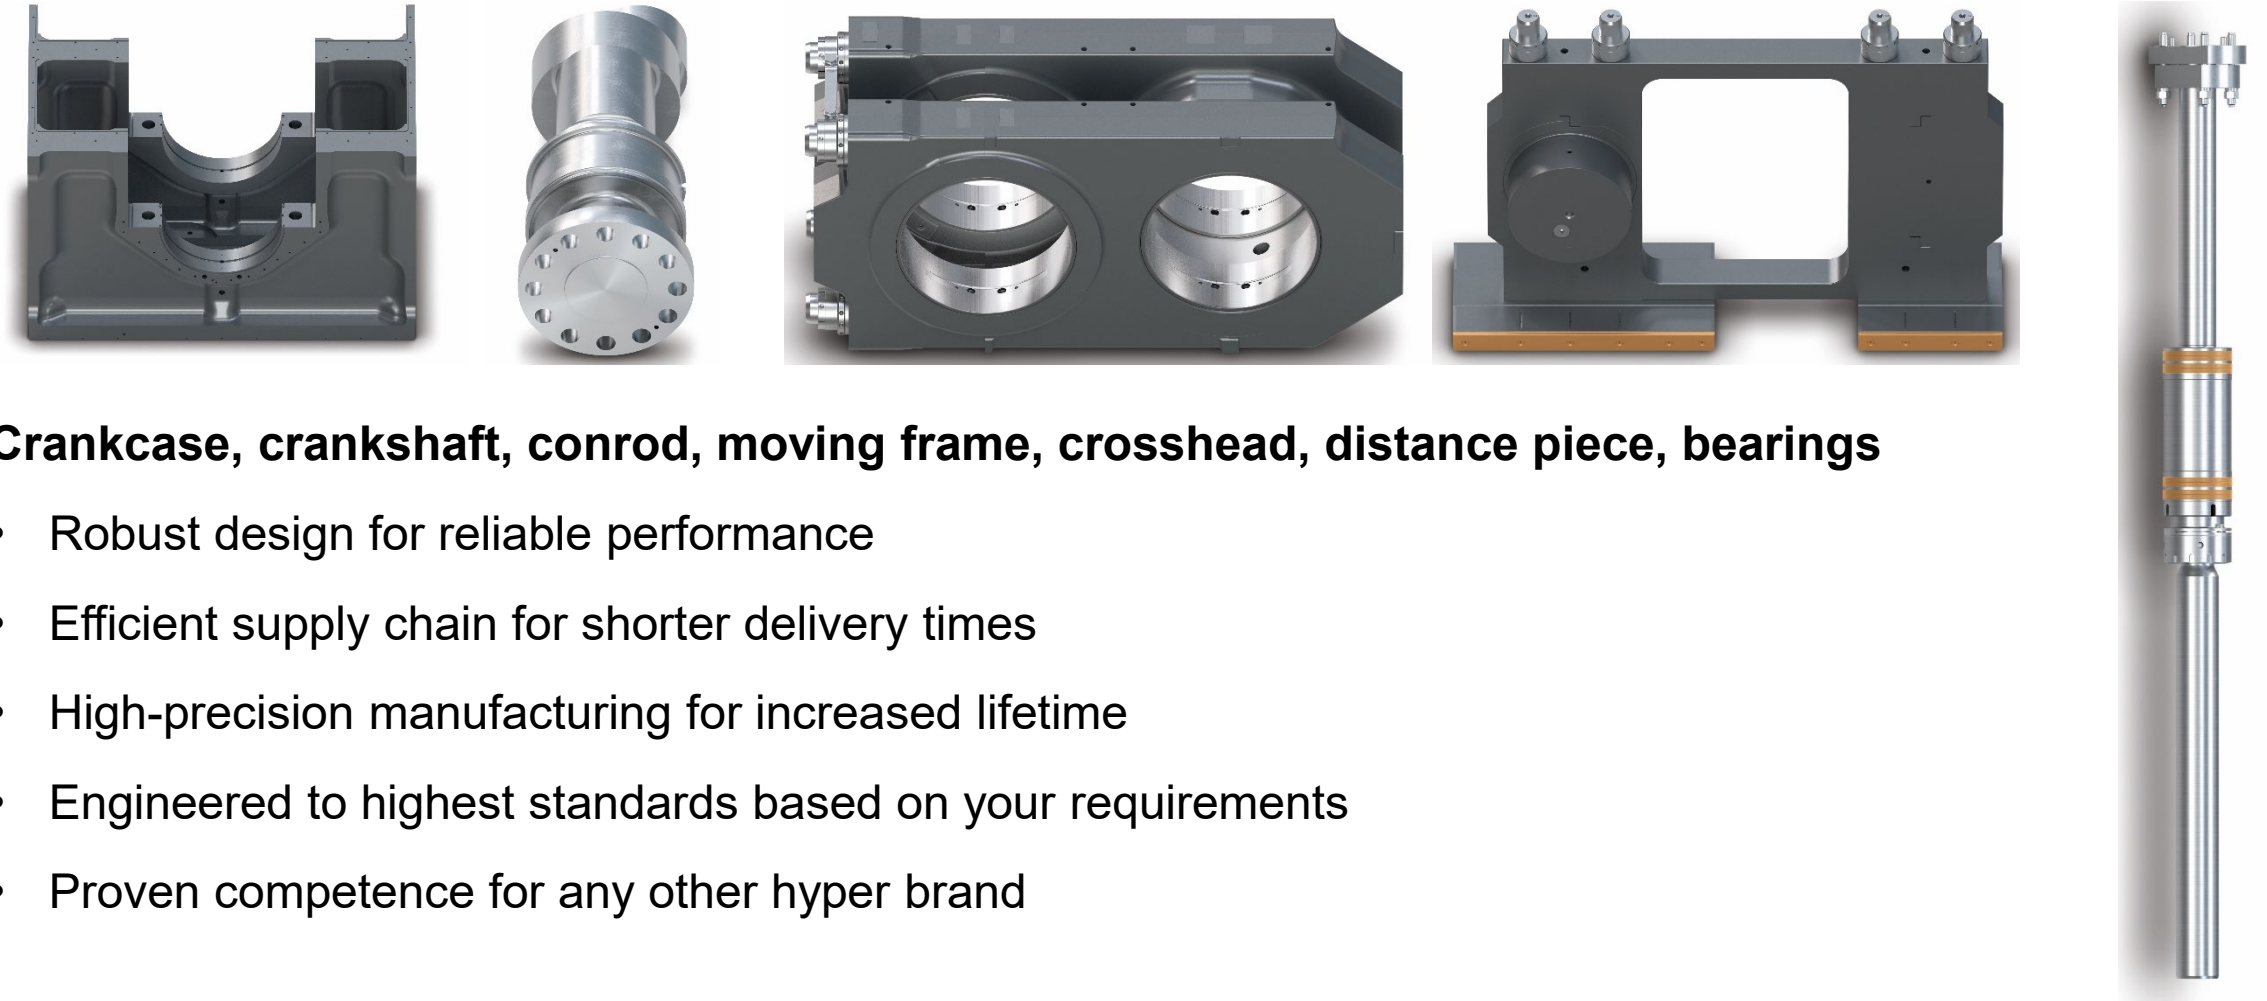 Crankcase, crankshaft, conrod, moving frame, crosshead, distance piece, bearings
• Robust design for reliable performance
• Efficient supply chain for shorter delivery times
• High-precision manufacturing for increased lifetime
• Engineered to highest standards based on your requirements
• Proven competence for any other hyper brand